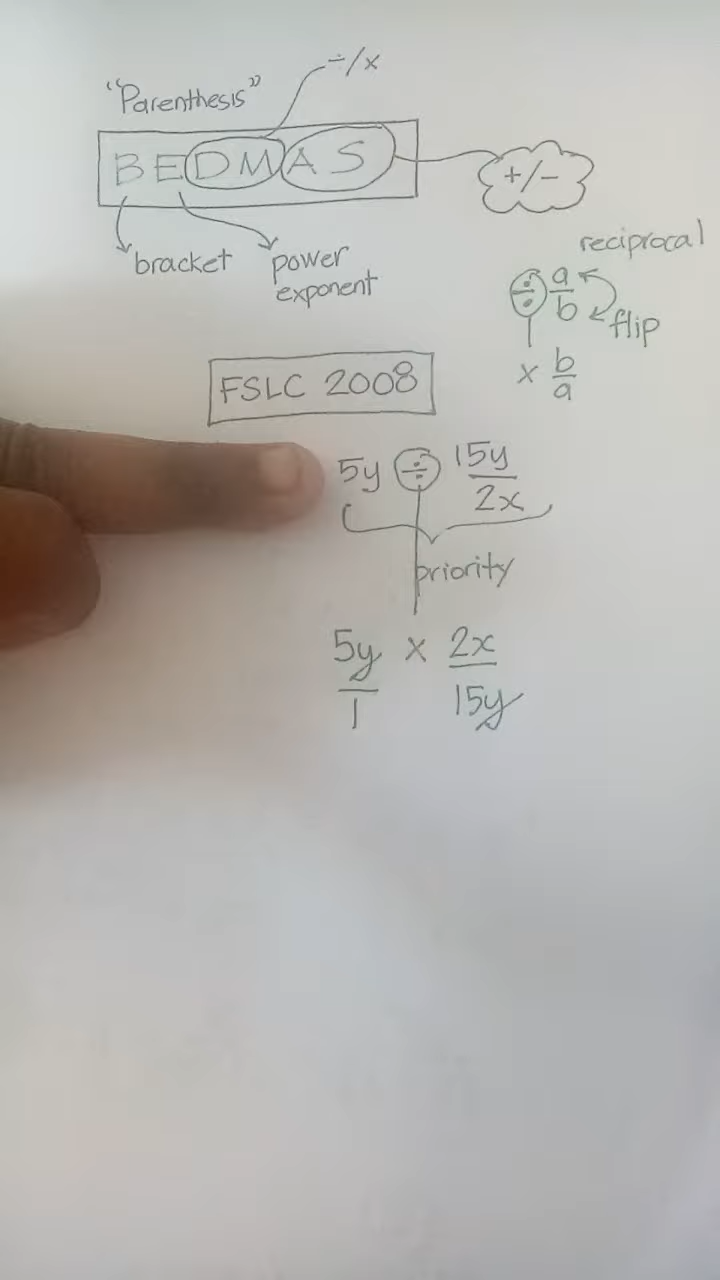 ÷/x
"Parenthesis"
BEDMAS
+/-
bracket
power
exponent
reciprocal
÷ a/b
flip
x b/a
FSLC 2008
5y ÷ 15y/2x
priority
5y/1 x 2x/15y